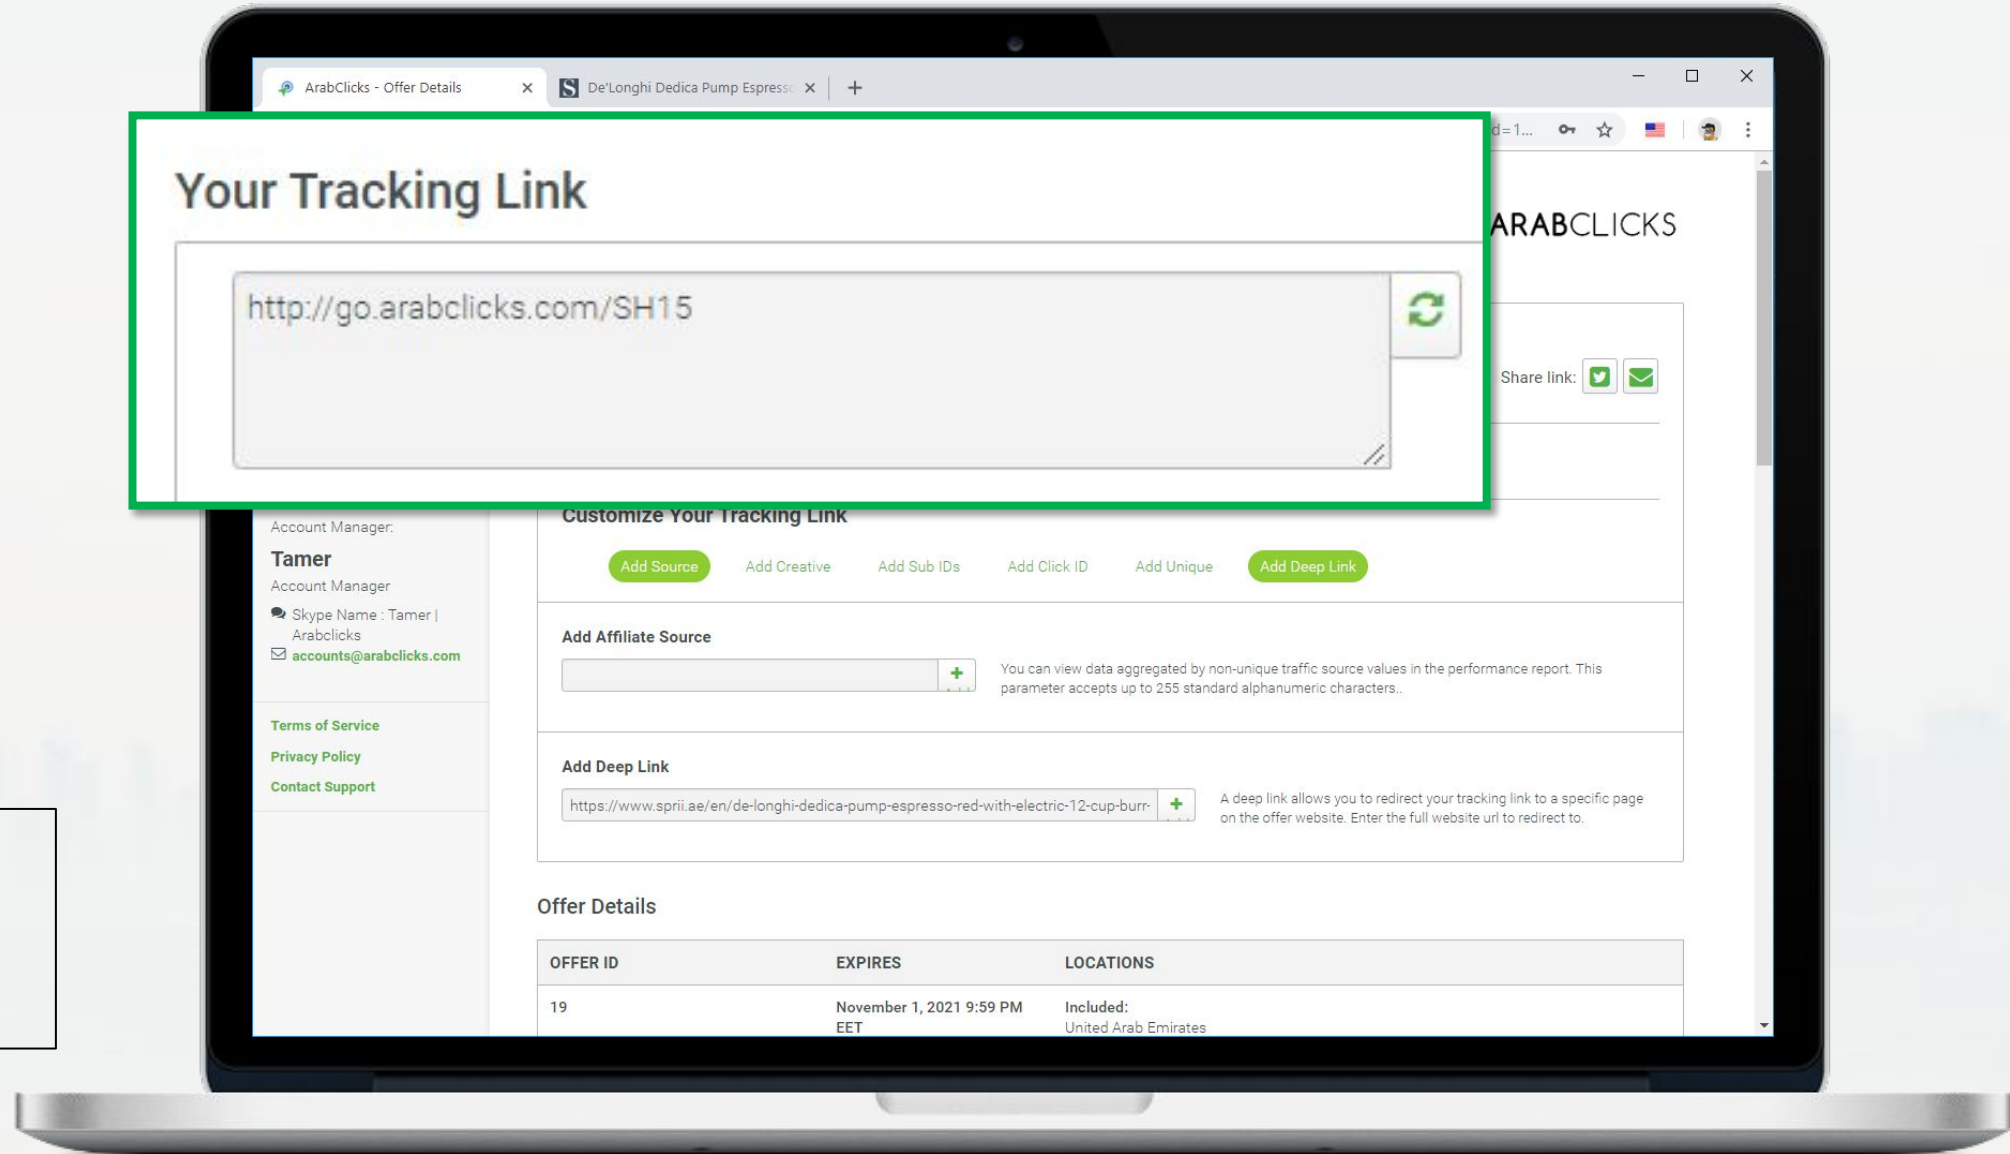 ArabClicks - Offer Details
De'Longhi Dedica Pump Espresso
d=1...
Your Tracking Link
ARABCLICKS
http://go.arabclicks.com/SH15
Share link:
Customize Your Tracking Link
Account Manager:
Tamer
Account Manager
Skype Name : Tamer |
Arabclicks
accounts@arabclicks.com
Add Source
Add Creative
Add Sub IDs
Add Click ID
Add Unique
Add Deep Link
Add Affiliate Source
You can view data aggregated by non-unique traffic source values in the performance report. This
parameter accepts up to 255 standard alphanumeric characters..
Terms of Service
Privacy Policy
Contact Support
Add Deep Link
https://www.sprii.ae/en/de-longhi-dedica-pump-espresso-red-with-electric-12-cup-burr-
A deep link allows you to redirect your tracking link to a specific page
on the offer website. Enter the full website url to redirect to.
Offer Details
OFFER ID EXPIRES LOCATIONS
19 November 1, 2021 9:59 PM Included:
EET United Arab Emirates